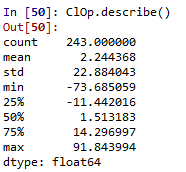 In [50]: ClOp.describe()
Out[50]:
count    243.000000
mean       2.244368
std       22.884043
min      -73.685059
25%      -11.442016
50%        1.513183
75%       14.296997
max       91.843994
dtype: float64